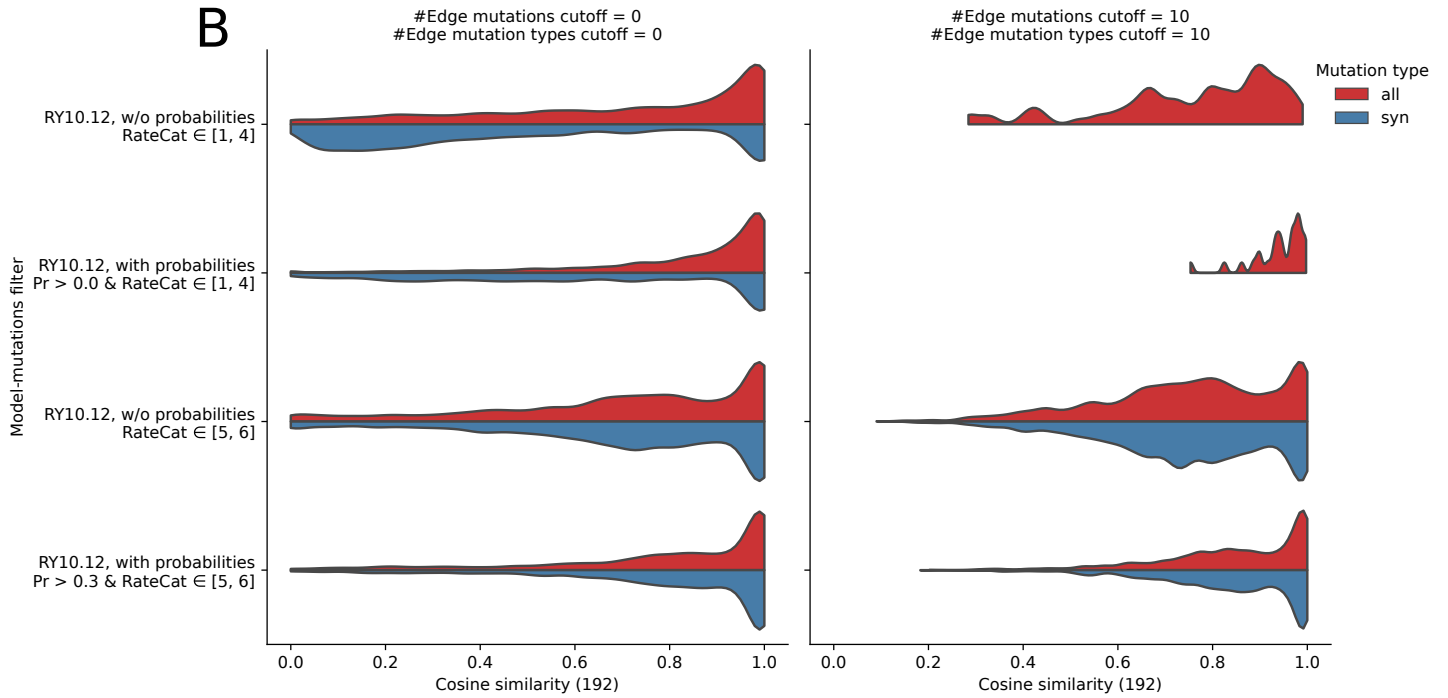 B
#Edge mutations cutoff = 0
#Edge mutation types cutoff = 0
#Edge mutations cutoff = 10
#Edge mutation types cutoff = 10
Mutation type
all
syn
Model-mutations filter
RY10.12, w/o probabilities
RateCat ∈ [1, 4]
RY10.12, with probabilities
Pr > 0.0 & RateCat ∈ [1, 4]
RY10.12, w/o probabilities
RateCat ∈ [5, 6]
RY10.12, with probabilities
Pr > 0.3 & RateCat ∈ [5, 6]
0.0 0.2 0.4 0.6 0.8 1.0
Cosine similarity (192)
0.0 0.2 0.4 0.6 0.8 1.0
Cosine similarity (192)